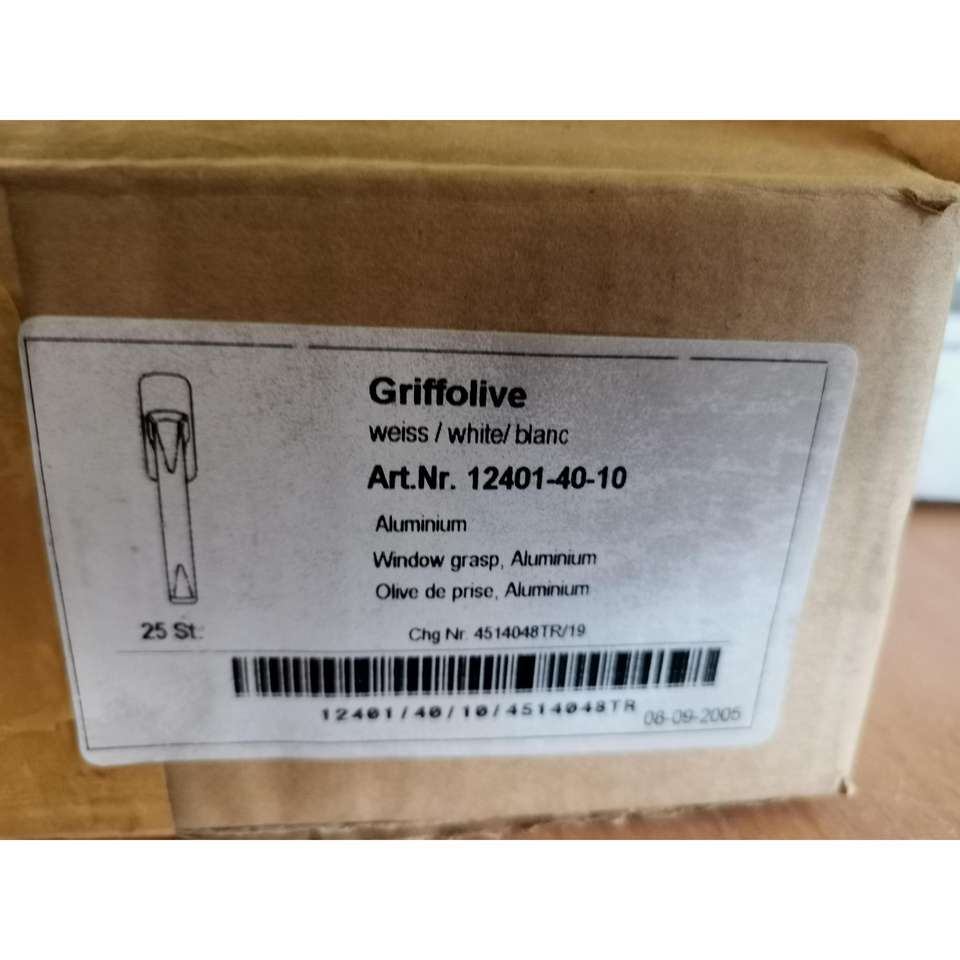 Griffolive
weiss / white/ blanc
Art.Nr. 12401-40-10
Aluminium
Window grasp, Aluminium
Olive de prise, Aluminium
25 St.
Chg Nr. 4514048TR/19
12401/40/10/4514048TR
08-09-2005